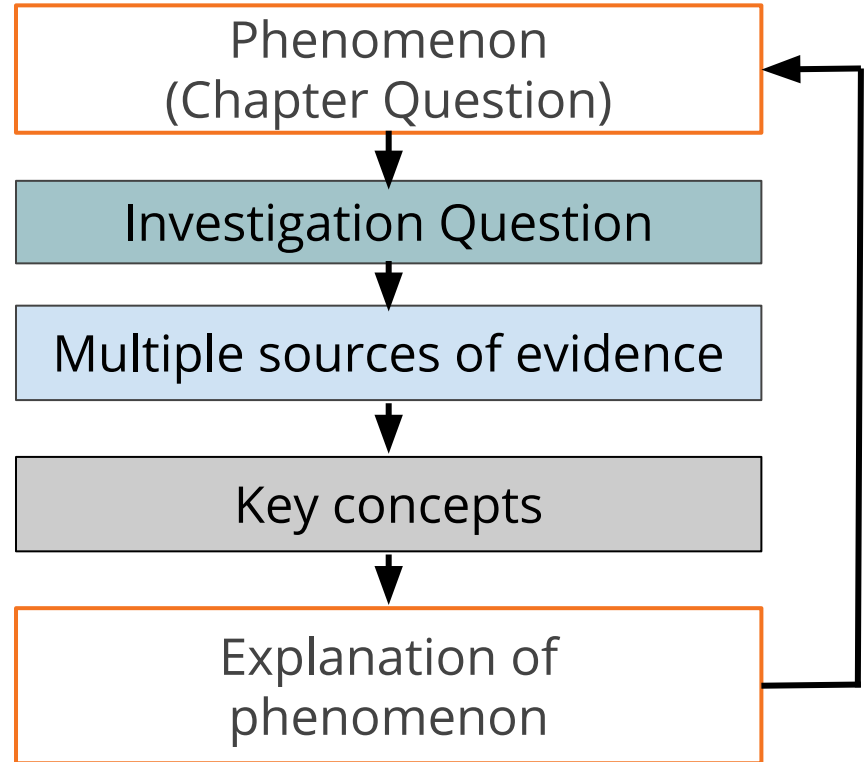 Phenomenon
(Chapter Question)
Investigation Question
Multiple sources of evidence
Key concepts
Explanation of
phenomenon